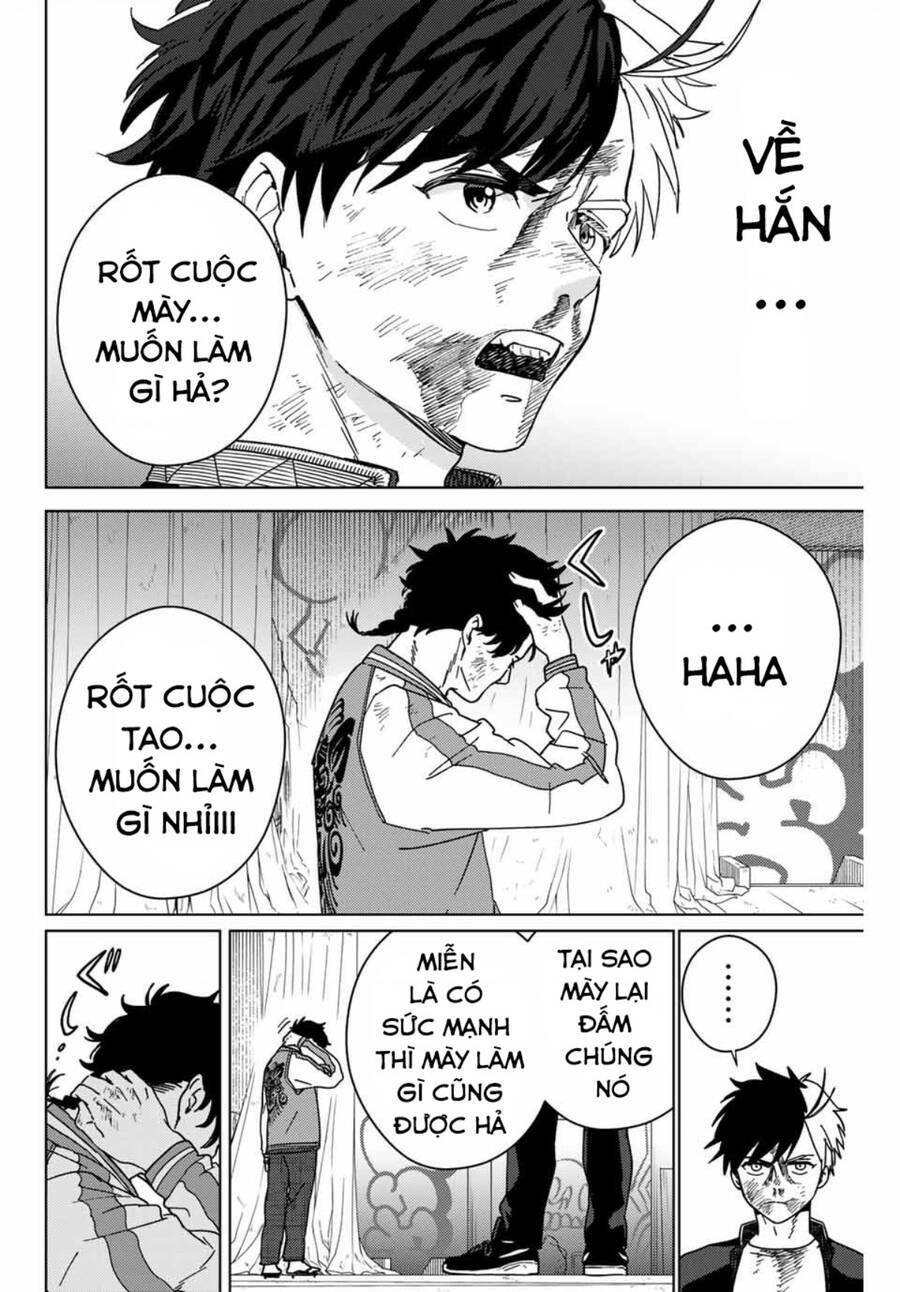 VỀ
HẮN
...
RỐT CUỘC
MÀY...
MUỐN LÀM
GÌ HẢ?
...
HAHA
RỐT CUỘC
TAO...
MUỐN LÀM
GÌ NHỈIIII
......
TẠI SAO
MÀY LẠI
ĐẤM
CHÚNG
NÓ
MIỄN
LÀ CÓ
SỨC MẠNH
THÌ MÀY LÀM
GÌ CŨNG
ĐƯỢC HẢ